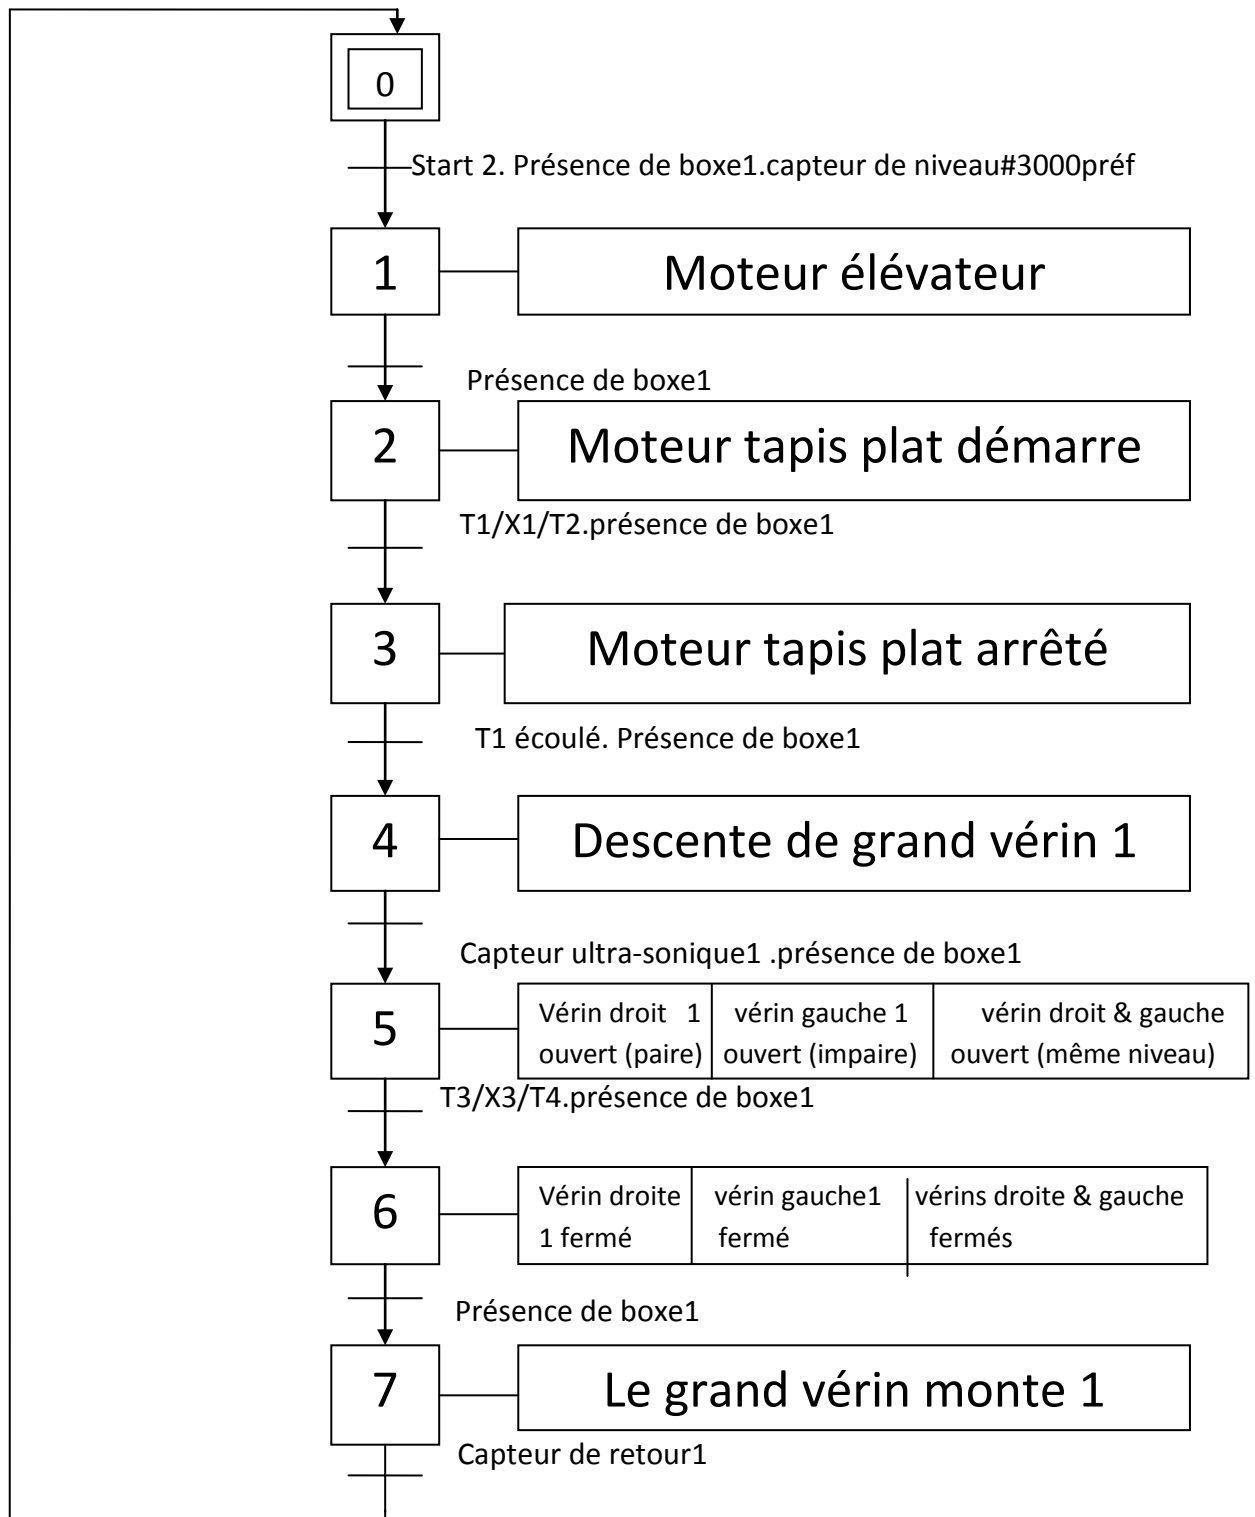 0
Start 2. Présence de boxe1.capteur de niveau#3000préf
1
Moteur élévateur
Présence de boxe1
2
Moteur tapis plat démarre
T1/X1/T2.présence de boxe1
3
Moteur tapis plat arrêté
T1 écoulé. Présence de boxe1
4
Descente de grand vérin 1
Capteur ultra-sonique1 .présence de boxe1
5
Vérin droit 1
ouvert (paire)
vérin gauche 1
ouvert (impaire)
vérin droit & gauche
ouvert (même niveau)
T3/X3/T4.présence de boxe1
6
Vérin droite
1 fermé
vérin gauche1
fermé
vérins droite & gauche
fermés
Présence de boxe1
7
Le grand vérin monte 1
Capteur de retour1